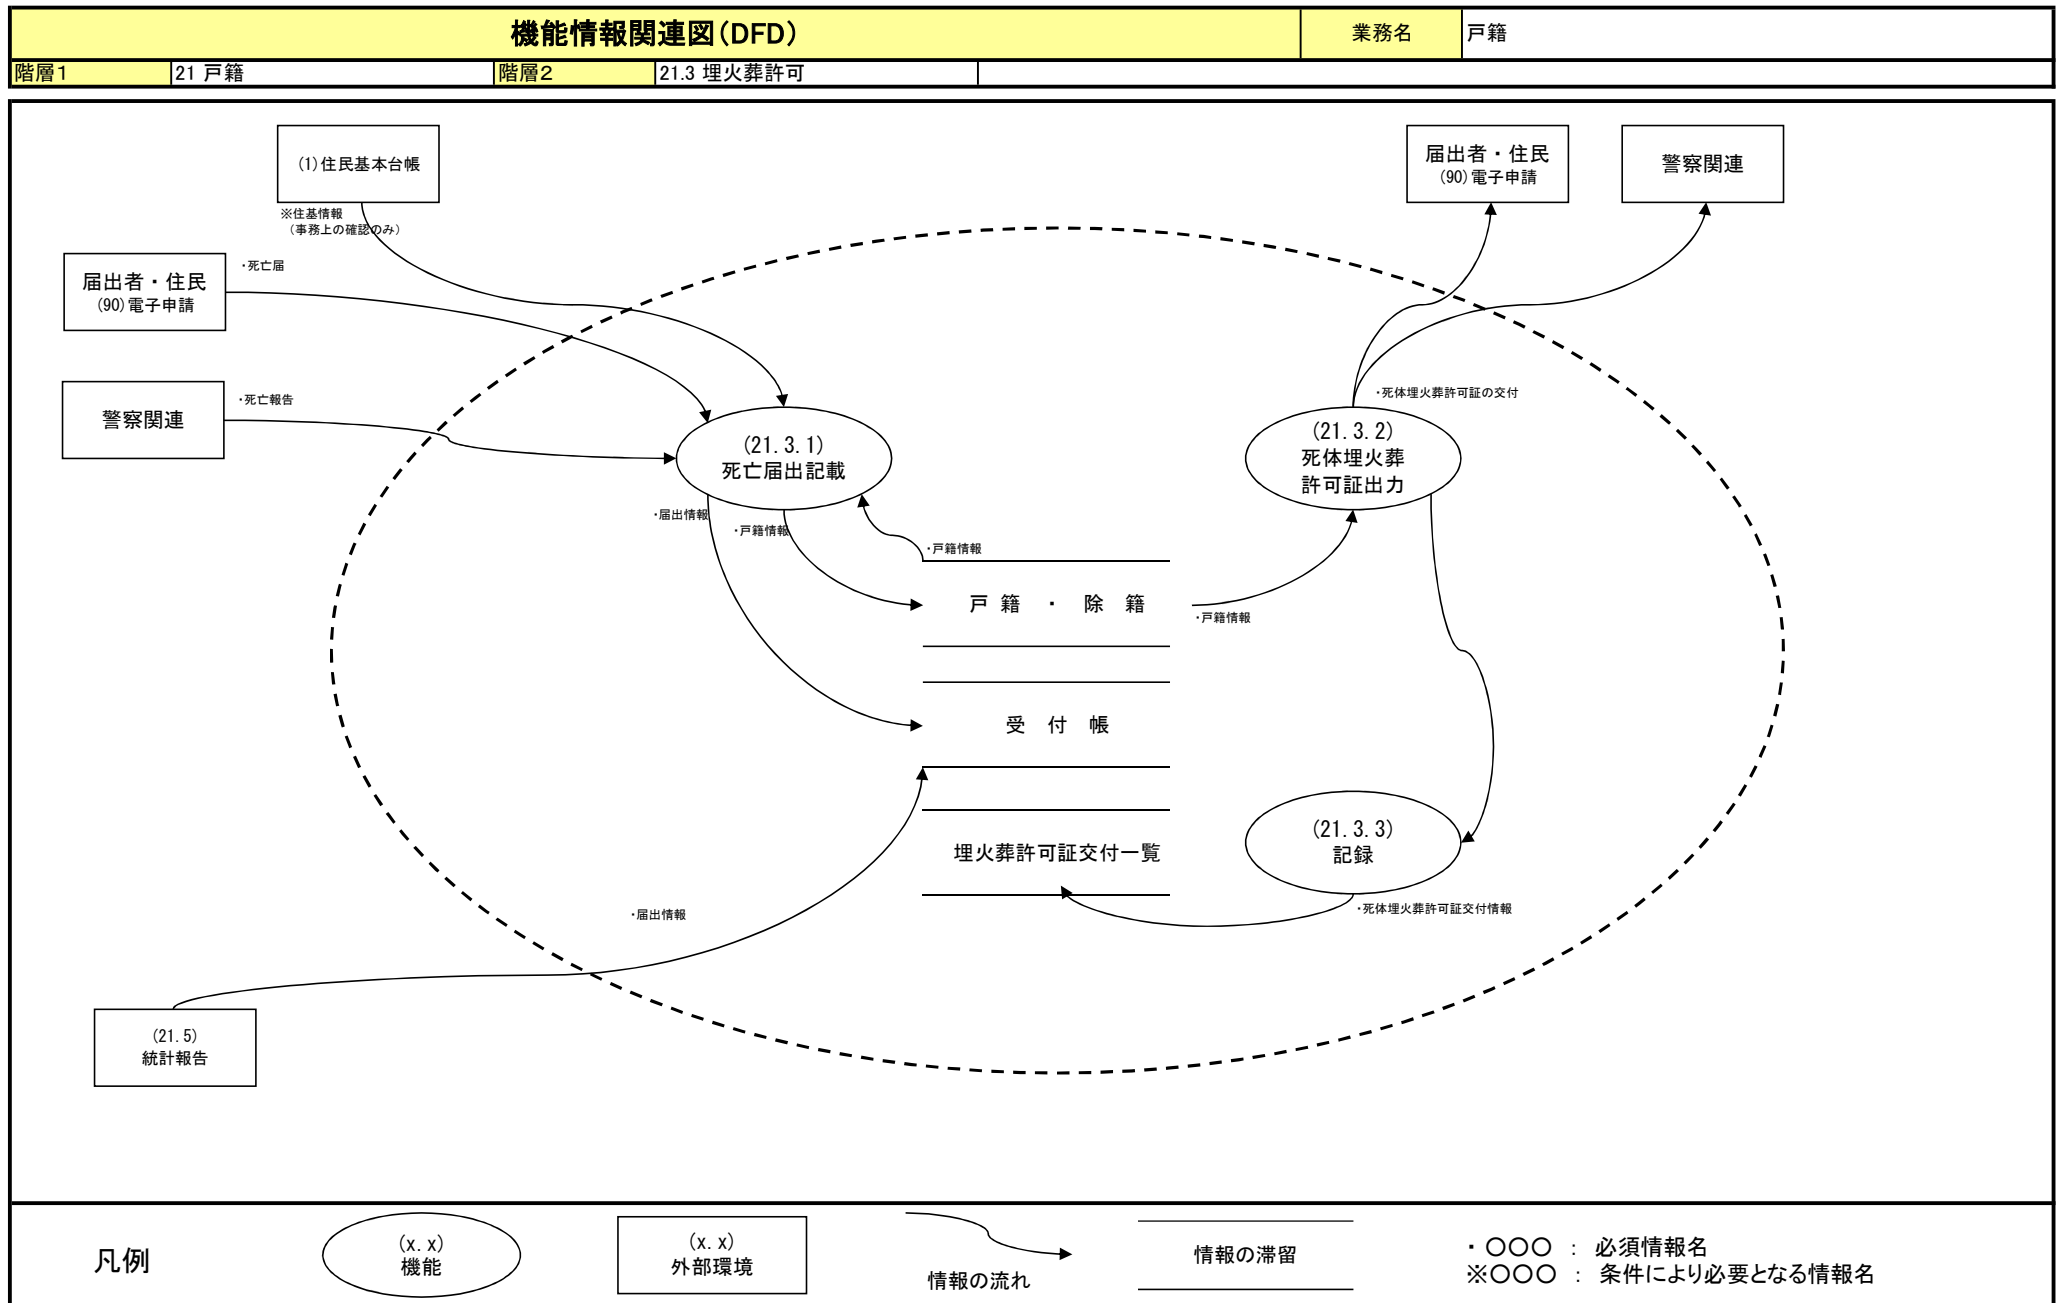 機能情報関連図(DFD)
業務名
戸籍
階層1
21 戸籍
階層2
21.3 埋火葬許可
(1)住民基本台帳
※住基情報
(事務上の確認のみ)
届出者・住民
(90)電子申請
・死亡届
警察関連
・死亡報告
届出者・住民
(90)電子申請
警察関連
・死体埋火葬許可証の交付
(21.3.1)
死亡届出記載
(21.3.2)
死体埋火葬
許可証出力
・届出情報
・戸籍情報
・戸籍情報
戸 籍 ・ 除 籍
・戸籍情報
受 付 帳
(21.3.3)
記録
埋火葬許可証交付一覧
・死体埋火葬許可証交付情報
・届出情報
(21.5)
統計報告
凡例
(x.x)
機能
(x.x)
外部環境
情報の流れ
情報の滞留
・ 〇〇〇 : 必須情報名
※〇〇〇 : 条件により必要となる情報名